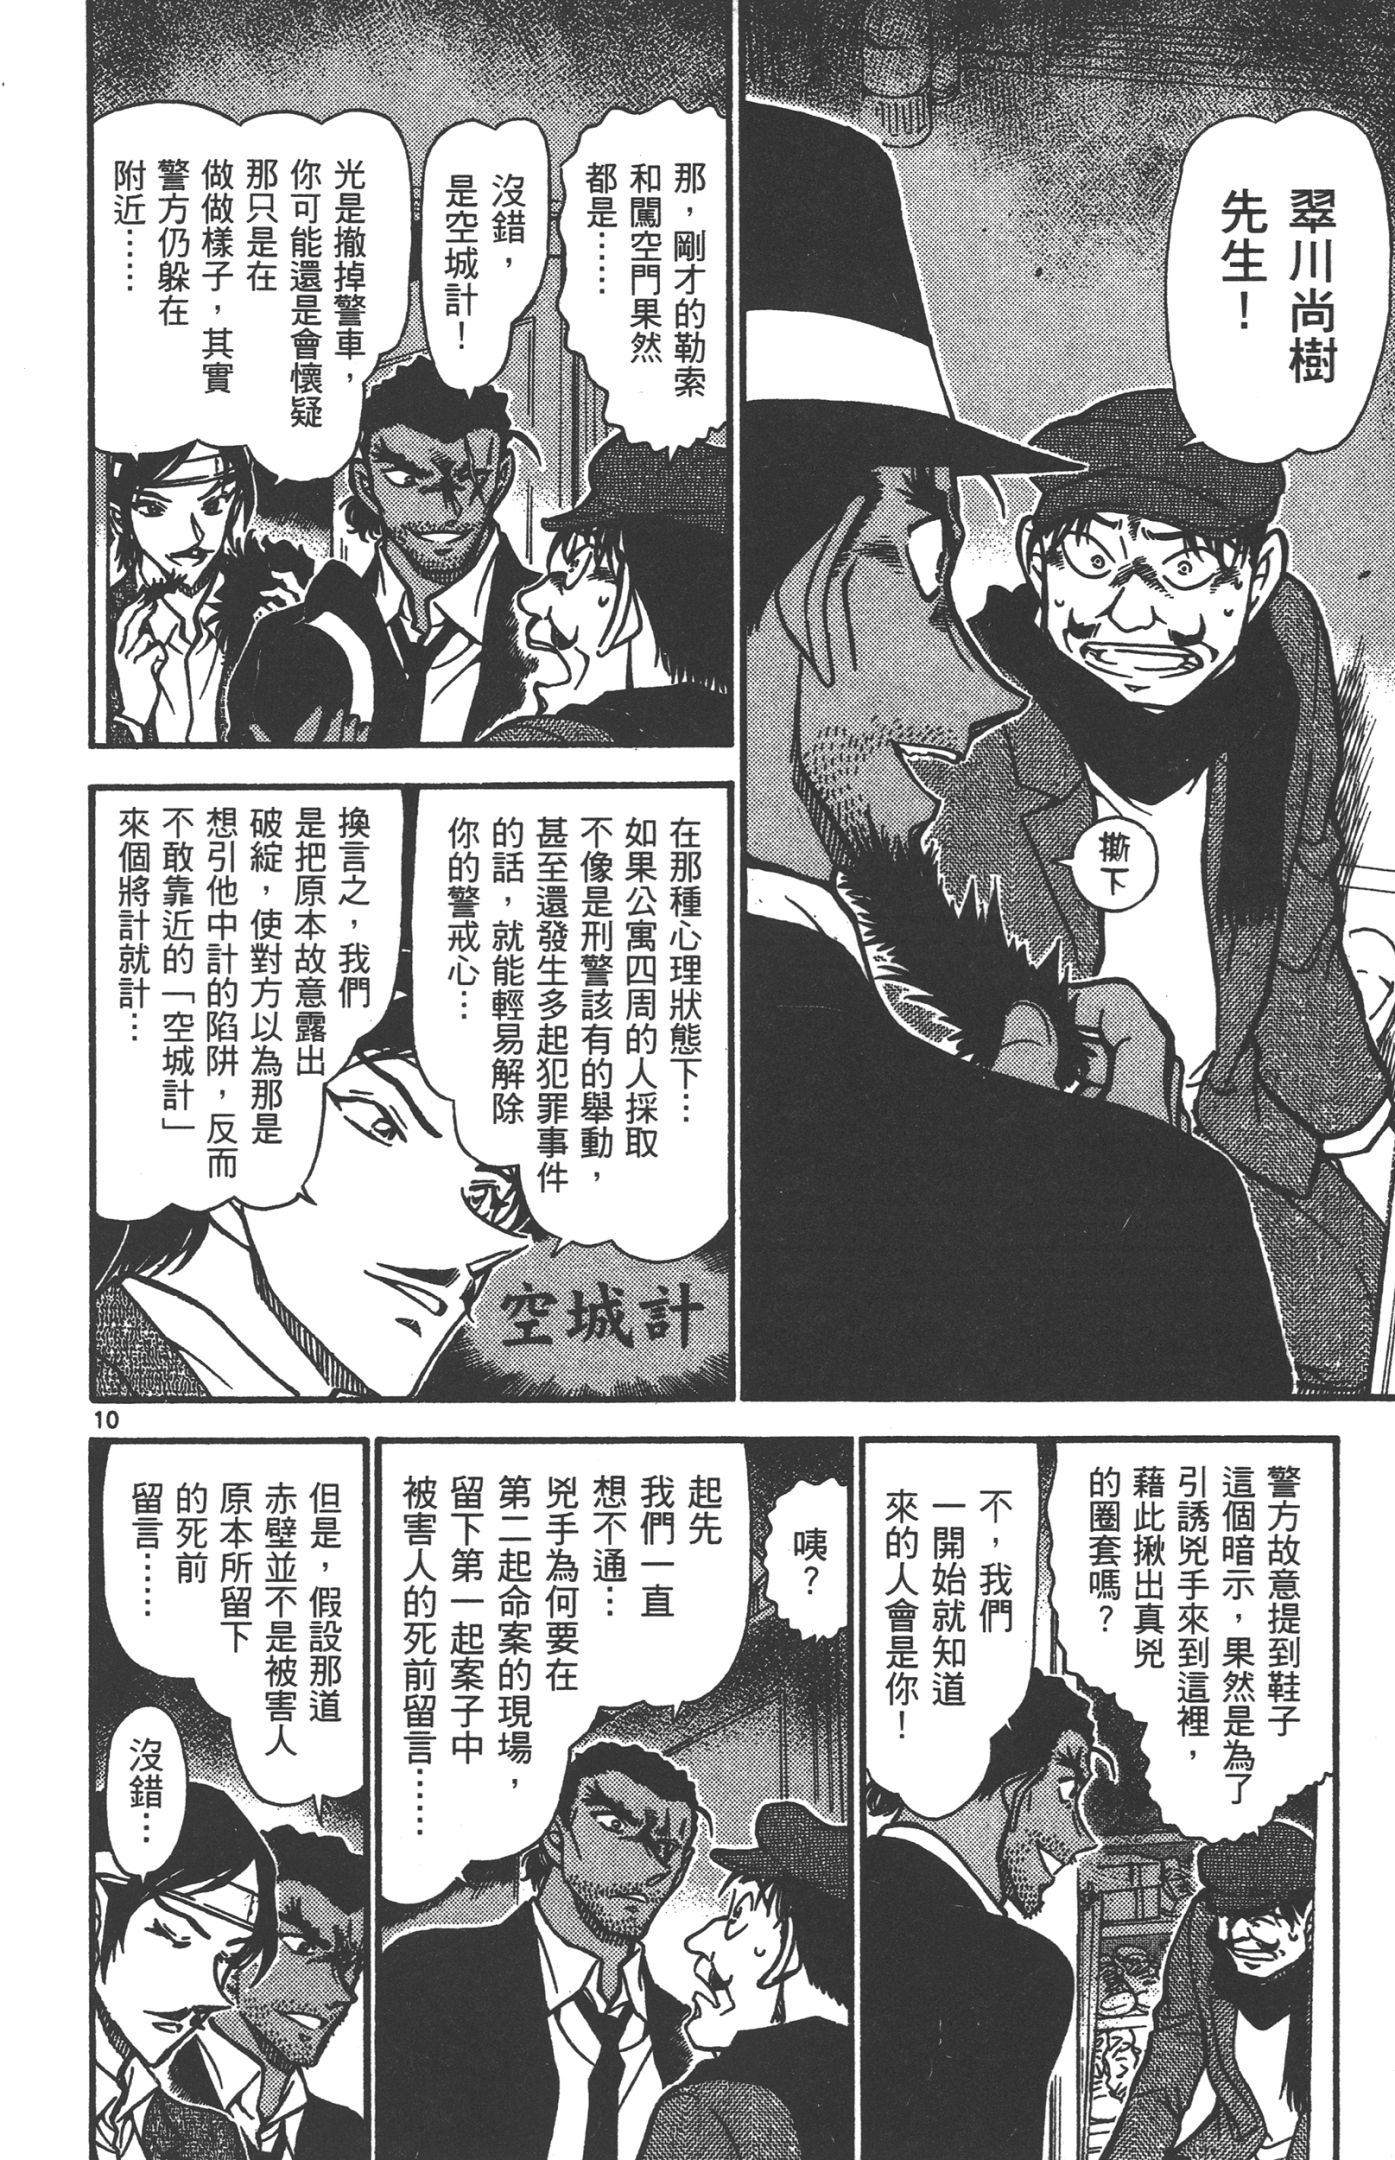 翠川尚樹
先生！
撕
下
那，剛才的勒索
和闖空門果然
都是……
沒錯，
是空城計！
光是撤掉警車，
你可能還是會懷疑
那只是在
做做樣子，其實
警方仍躲在
附近……
在那種心理狀態下…
如果公寓四周的人採取
不像是刑警該有的舉動，
甚至還發生多起犯罪事件
的話，就能輕易解除
你的警戒心…
換言之，我們
是把原本故意露出
破綻，使對方以為那是
想引他中計的陷阱，反而
不敢靠近的「空城計」
來個將計就計…
空城計
10
警方故意提到鞋子
這個暗示，果然是為了
引誘兇手來到這裡，
藉此揪出真兇
的圈套嗎？
不，我們
一開始就知道
來的人會是你！
咦？
起先
我們一直
想不通…
兇手為何要在
第二起命案的現場，
留下第一起案子中
被害人的死前留言……
但是，假設那道
赤壁並不是被害人
原本所留下
的死前
留言……
沒錯…